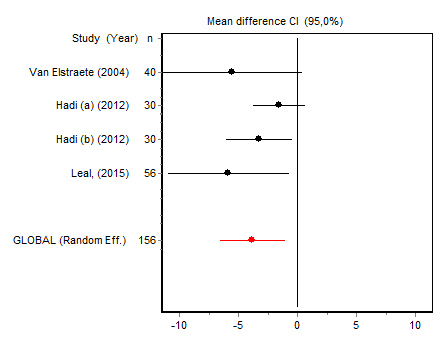 Mean difference CI (95,0%)
Study (Year) n
Van Elstraete (2004) 40
Hadi (a) (2012) 30
Hadi (b) (2012) 30
Leal, (2015) 56
GLOBAL (Random Eff.) 156
-10 -5 0 5 10